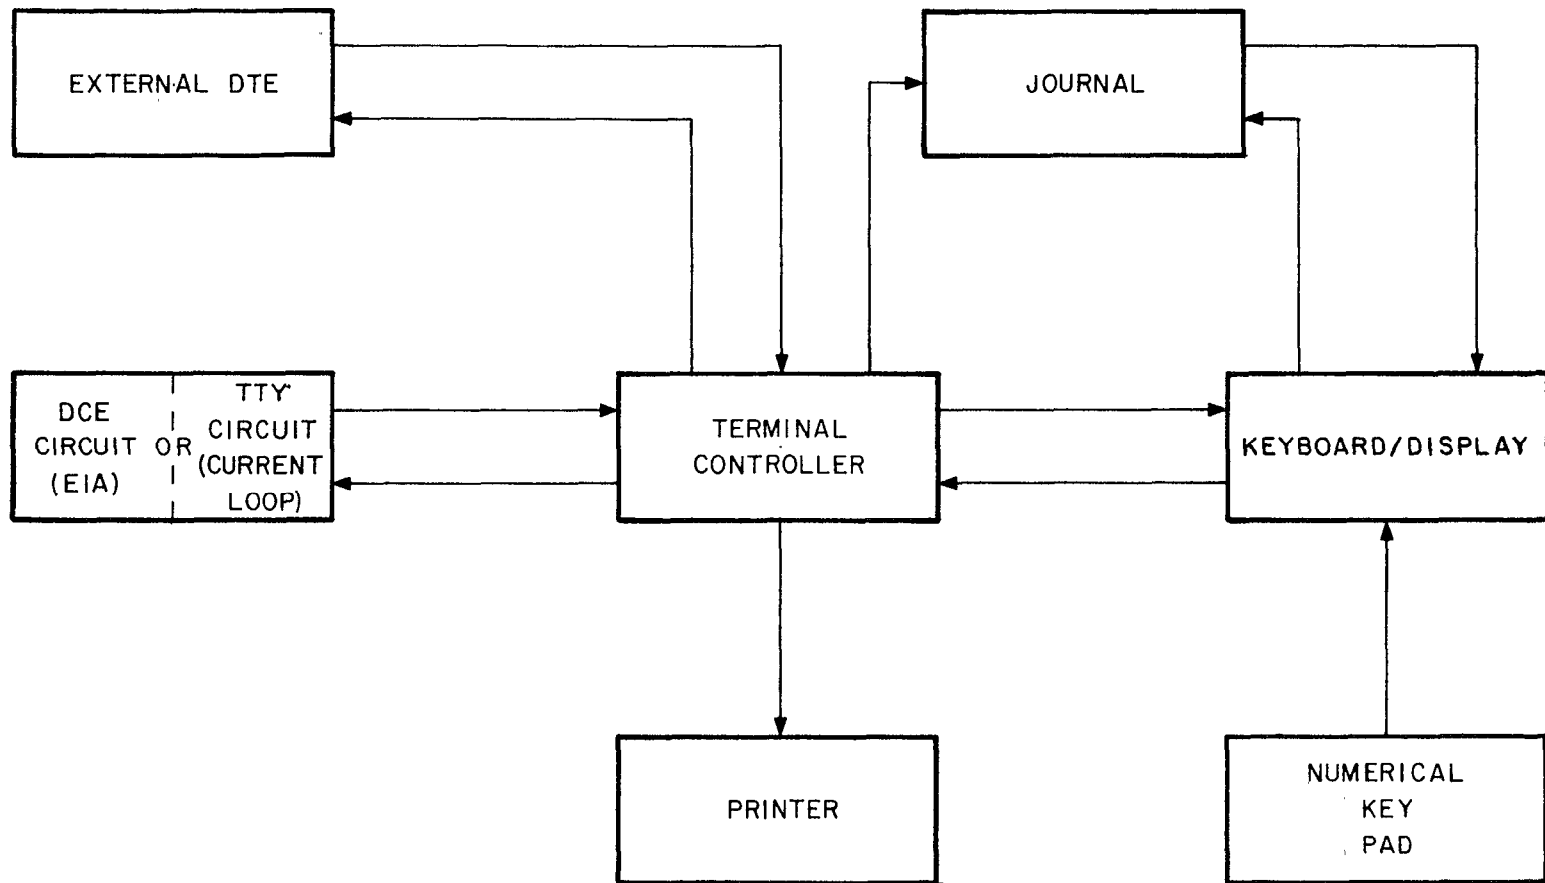 EXTERNAL DTE
JOURNAL
DCE
CIRCUIT
(EIA)
OR
TTY
CIRCUIT
(CURRENT
LOOP)
TERMINAL
CONTROLLER
KEYBOARD/DISPLAY
PRINTER
NUMERICAL
KEY
PAD